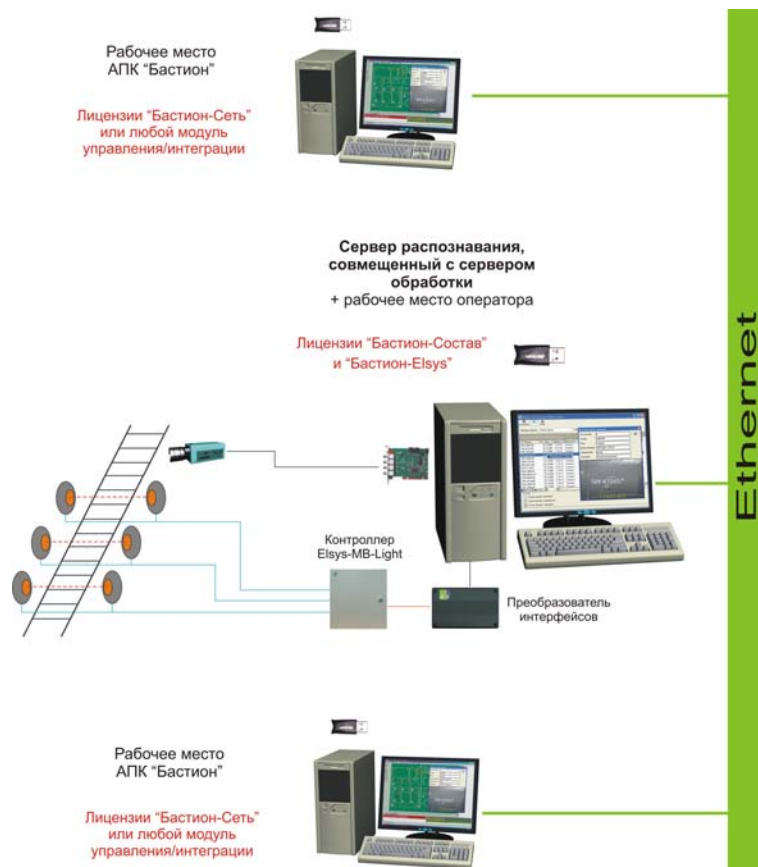 Рабочее место
АПК “Бастион”
Лицензии “Бастион-Сеть”
или любой модуль
управления/интеграции
Сервер распознавания,
совмещенный с сервером
обработки
+ рабочее место оператора
Лицензии “Бастион-Состав”
и “Бастион-Elsys”
Контроллер
Elsys-MB-Light
Преобразователь
интерфейсов
Рабочее место
АПК “Бастион”
Лицензии “Бастион-Сеть”
или любой модуль
управления/интеграции
Ethernet